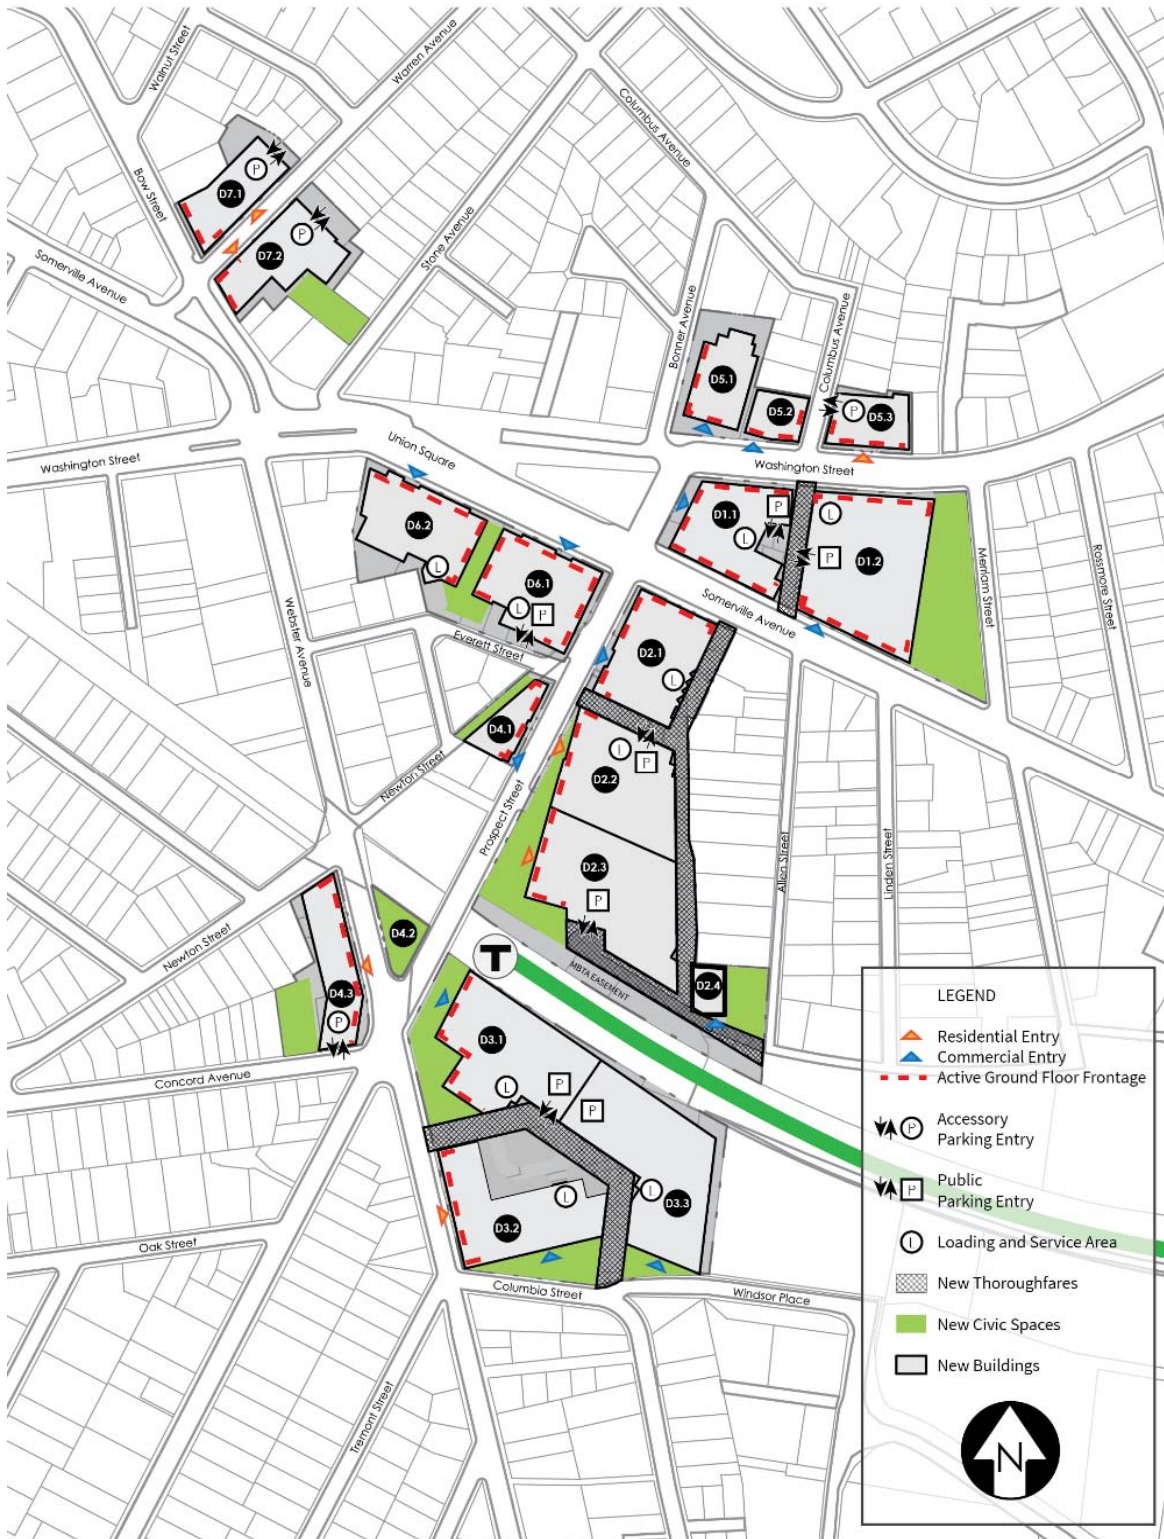 Walnut Street
Warren Avenue
Columbus Avenue
Bow Street
P
D7.1
P
D7.2
Stone Avenue
Somerville Avenue
Bonner Avenue
Columbus Avenue
D5.1
D5.2
P
D5.3
Union Square
Washington Street
Washington Street
D6.2
L
D6.1
L
P
Everett Street
D1.1
P
L
L
P
D1.2
Merriam Street
Rossmore Street
Somerville Avenue
Webster Avenue
D2.1
L
D4.1
Newton Street
L
P
D2.2
Prospect Street
D2.3
P
Allen Street
Linden Street
Newton Street
D4.2
T
MBTA EASEMENT
D2.4
D4.3
P
Concord Avenue
D3.1
L
P
P
D3.2
L
L
D3.3
Oak Street
Columbia Street
Windsor Place
Tremont Street
LEGEND
Residential Entry
Commercial Entry
Active Ground Floor Frontage
P
Accessory
Parking Entry
P
Public
Parking Entry
L
Loading and Service Area
New Thoroughfares
New Civic Spaces
New Buildings
N